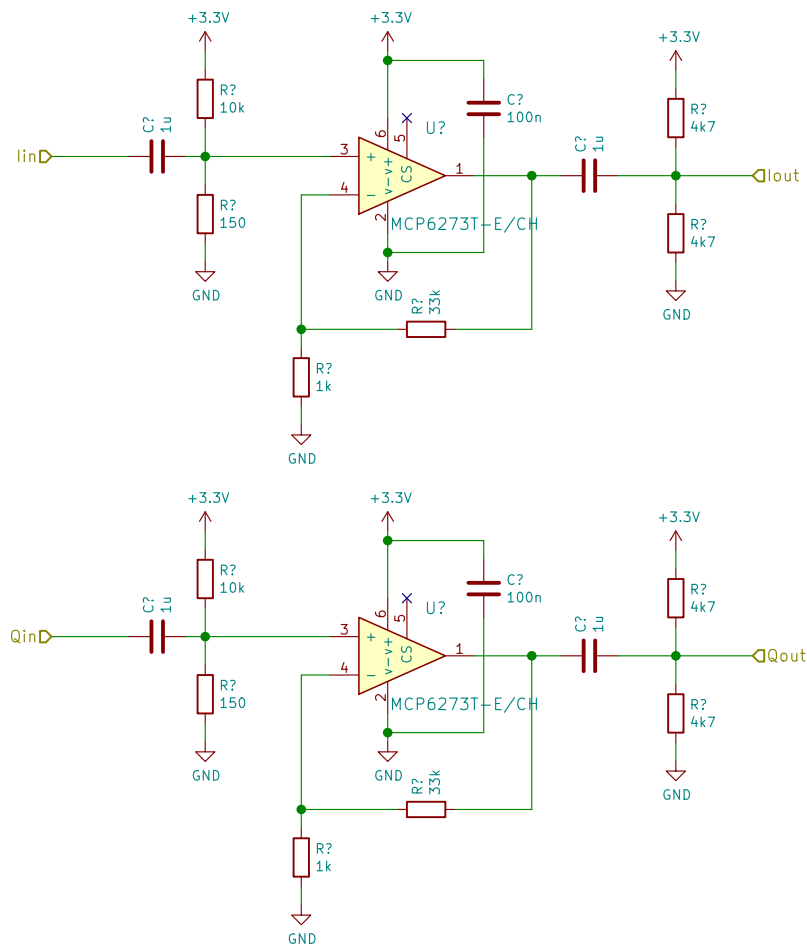 +3.3V
+3.3V
+3.3V
R?
10k
C?
100n
R?
4k7
C?
1u
U?
6
5
C?
1u
Iin
3
+
V+
V-
CS
1
Iout
4
-
2
R?
150
MCP6273T-E/CH
R?
4k7
GND
GND
GND
R?
33k
R?
1k
GND
+3.3V
+3.3V
+3.3V
R?
10k
C?
100n
R?
4k7
C?
1u
U?
6
5
C?
1u
Qin
3
+
V+
V-
CS
1
Qout
4
-
2
R?
150
MCP6273T-E/CH
R?
4k7
GND
GND
GND
R?
33k
R?
1k
GND